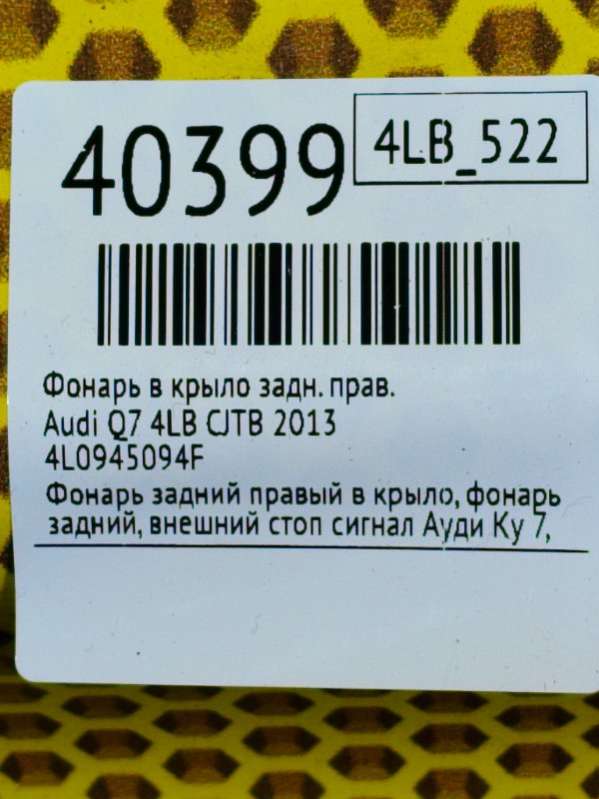 40399
4LB_522
Фонарь в крыло задн. прав.
Audi Q7 4LB CJTB 2013
4L0945094F
Фонарь задний правый в крыло, фонарь
задний, внешний стоп сигнал Ауди Ку 7,